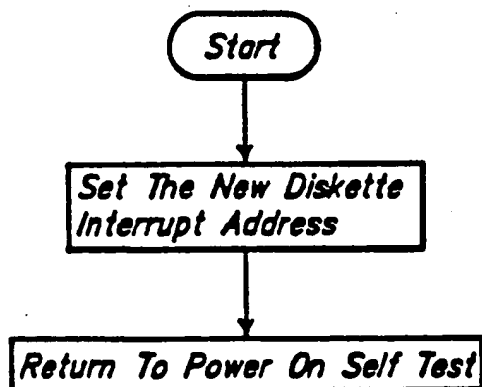 Start
Set The New Diskette
Interrupt Address
Return To Power On Self Test